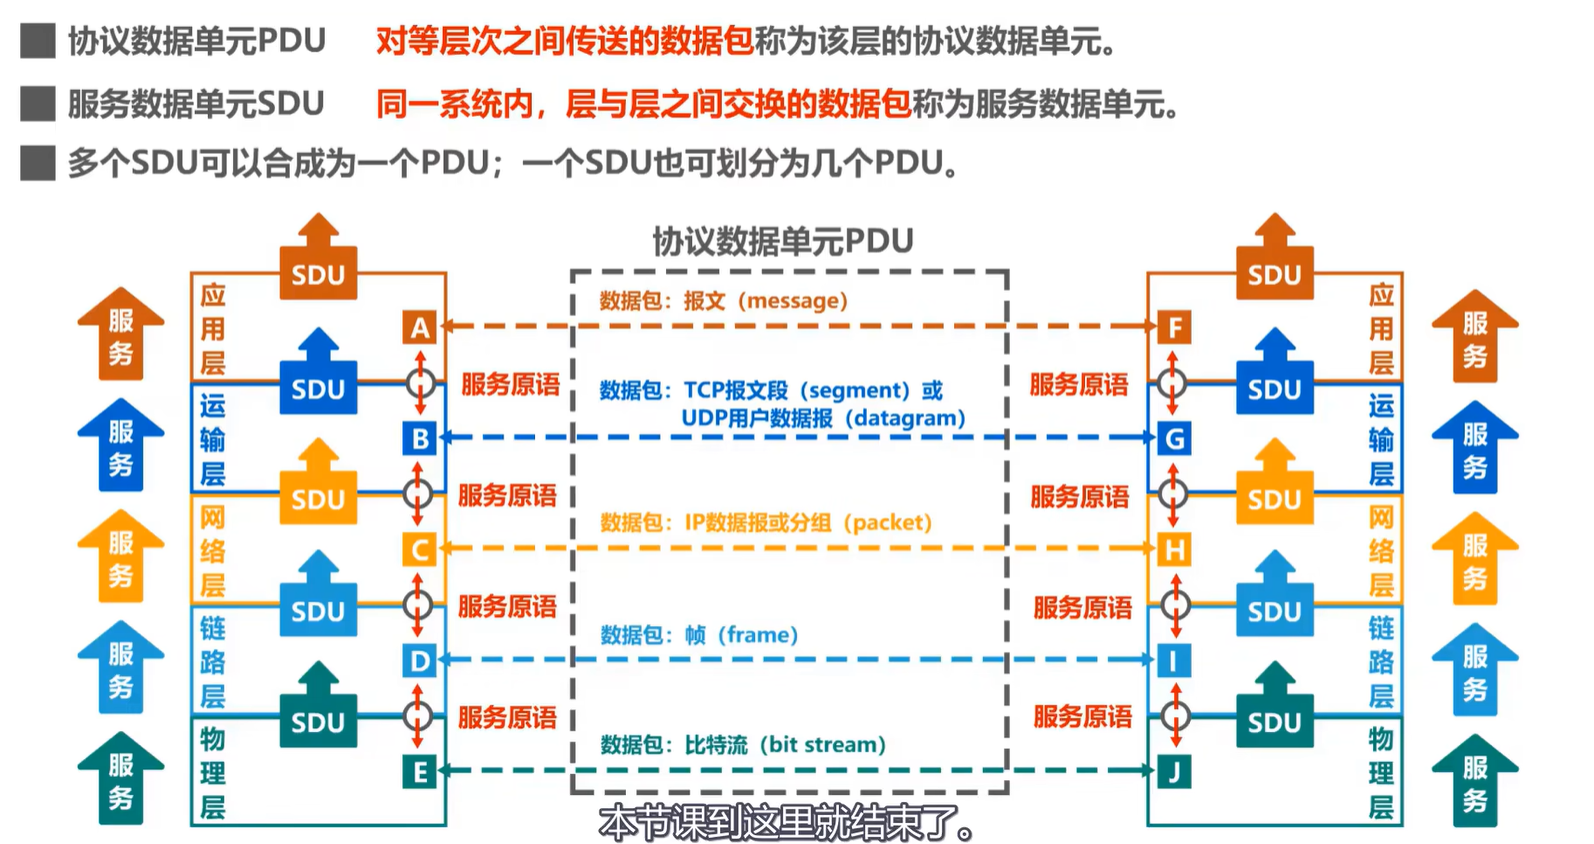 协议数据单元PDU 对等层次之间传送的数据包称为该层的协议数据单元。
服务数据单元SDU 同一系统内，层与层之间交换的数据包称为服务数据单元。
多个SDU可以合成为一个PDU；一个SDU也可划分为几个PDU。
协议数据单元PDU
服务
应用层
SDU
A
数据包：报文（message）
F
SDU
应用层
服务
服务原语
服务原语
服务
运输层
SDU
B
数据包：TCP报文段（segment）或
UDP用户数据报（datagram）
G
SDU
运输层
服务
服务原语
服务原语
服务
网络层
SDU
C
数据包：IP数据报或分组（packet）
H
SDU
网络层
服务
服务原语
服务原语
服务
链路层
SDU
D
数据包：帧（frame）
I
SDU
链路层
服务
服务原语
服务原语
服务
物理层
SDU
E
数据包：比特流（bit stream）
J
SDU
物理层
服务
本节课到这里就结束了。